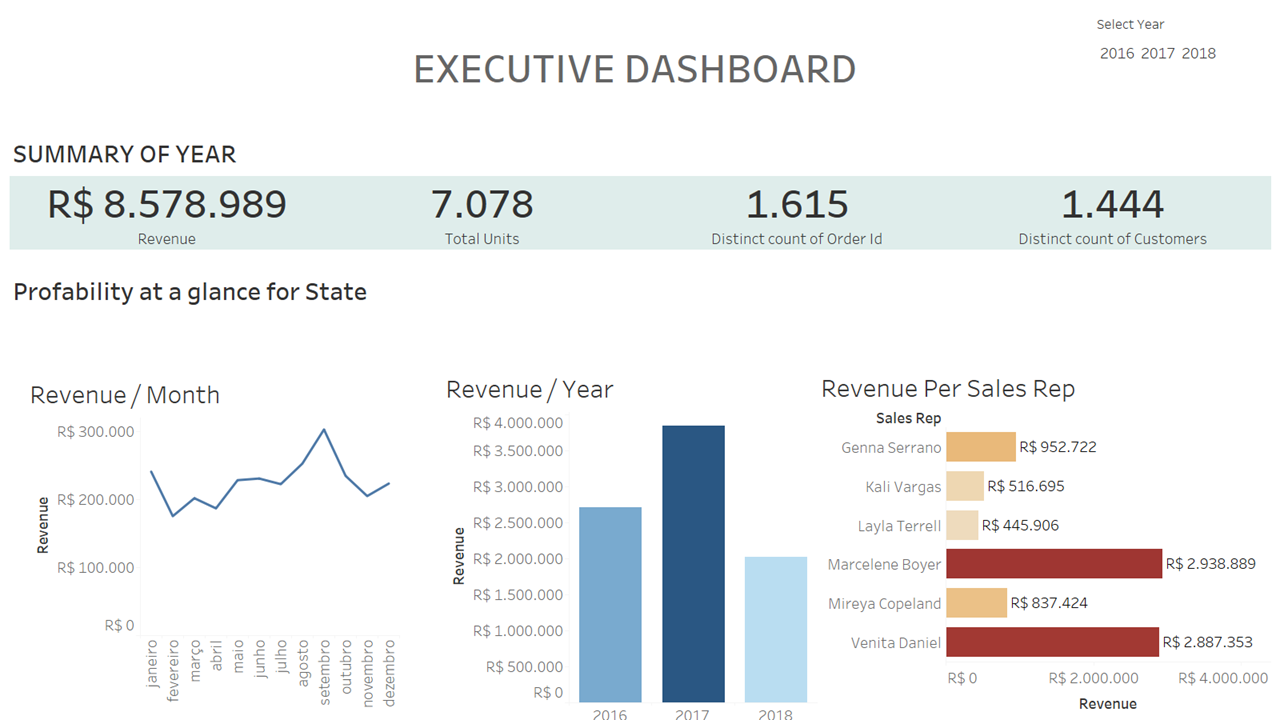 Select Year
2016 2017 2018
EXECUTIVE DASHBOARD
SUMMARY OF YEAR
R$ 8.578.989
Revenue
7.078
Total Units
1.615
Distinct count of Order Id
1.444
Distinct count of Customers
Profability at a glance for State
Revenue / Month
Revenue
R$ 300.000
R$ 200.000
R$ 100.000
R$ 0
janeiro
fevereiro
março
abril
maio
junho
julho
agosto
setembro
outubro
novembro
dezembro
Revenue / Year
Revenue
R$ 4.000.000
R$ 3.500.000
R$ 3.000.000
R$ 2.500.000
R$ 2.000.000
R$ 1.500.000
R$ 1.000.000
R$ 500.000
R$ 0
2016
2017
2018
Revenue Per Sales Rep
Sales Rep
Genna Serrano R$ 952.722
Kali Vargas R$ 516.695
Layla Terrell R$ 445.906
Marcelene Boyer R$ 2.938.889
Mireya Copeland R$ 837.424
Venita Daniel R$ 2.887.353
R$ 0 R$ 2.000.000 R$ 4.000.000
Revenue